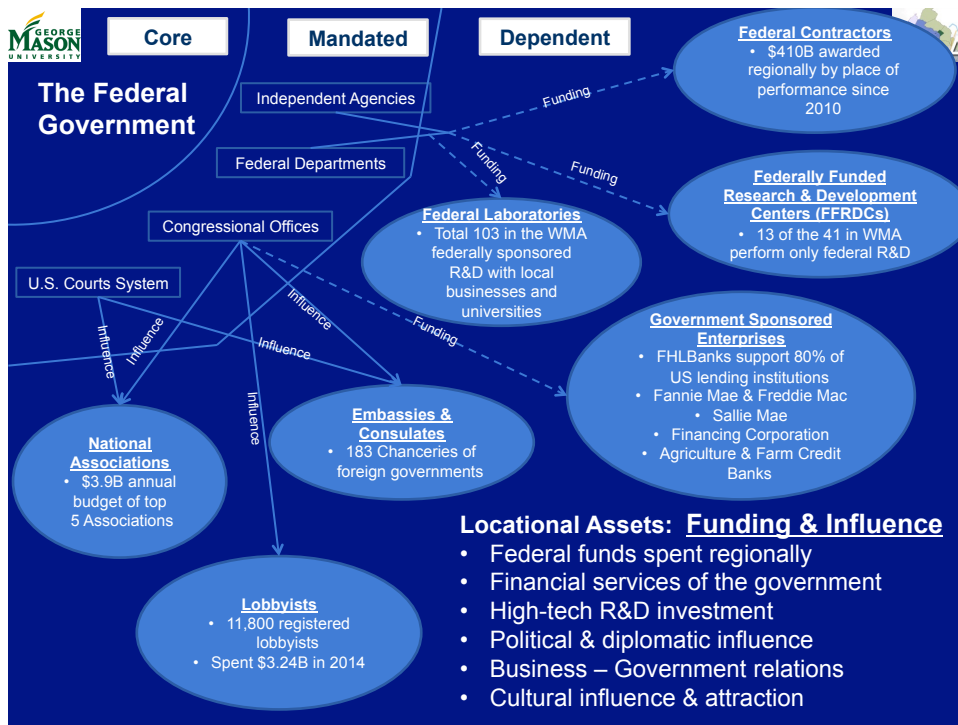 GEORGE
MASON
UNIVERSITY
Core
Mandated
Dependent
The Federal
Government
Independent Agencies
Federal Departments
Congressional Offices
U.S. Courts System
Funding
Funding
Funding
Funding
Influence
Influence
Influence
Influence
Influence
Federal Contractors
• $410B awarded
regionally by place of
performance since
2010
Federally Funded
Research & Development
Centers (FFRDCs)
• 13 of the 41 in WMA
perform only federal R&D
Federal Laboratories
• Total 103 in the WMA
federally sponsored
R&D with local
businesses and
universities
Government Sponsored
Enterprises
• FHLBanks support 80% of
US lending institutions
• Fannie Mae & Freddie Mac
• Sallie Mae
• Financing Corporation
• Agriculture & Farm Credit
Banks
Embassies &
Consulates
• 183 Chanceries of
foreign governments
National
Associations
• $3.9B annual
budget of top
5 Associations
Lobbyists
• 11,800 registered
lobbyists
• Spent $3.24B in 2014
Locational Assets: Funding & Influence
• Federal funds spent regionally
• Financial services of the government
• High-tech R&D investment
• Political & diplomatic influence
• Business – Government relations
• Cultural influence & attraction